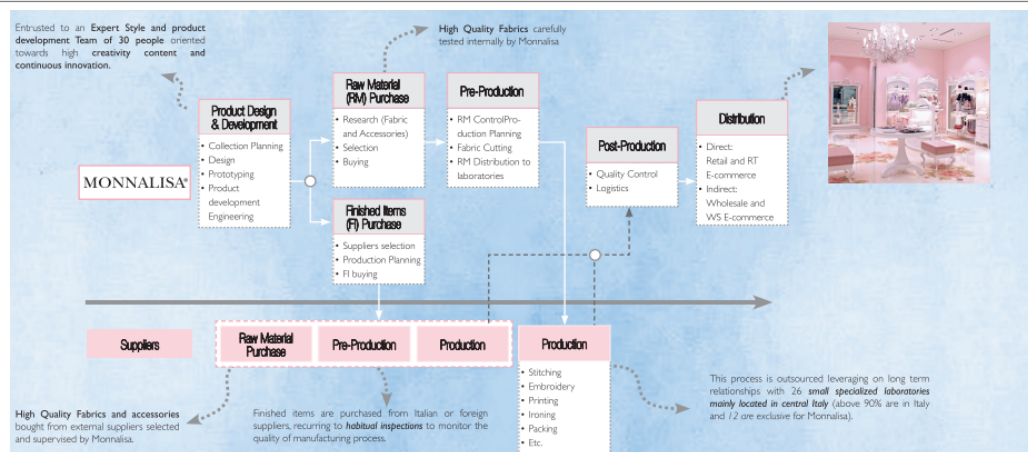 Entrusted to an Expert Style and product
development Team of 30 people oriented
towards high creativity content and
continuous innovation.
High Quality Fabrics carefully
tested internally by Monnalisa
Product Design
& Development
• Collection Planning
• Design
• Prototyping
• Product
development
Engineering
MONNALISA®
Raw Material
(RM) Purchase
• Research (Fabric
and Accessories)
• Selection
• Buying
Pre-Production
• RM ControlPro-
duction Planning
• Fabric Cutting
• RM Distribution to
laboratories
Post-Production
• Quality Control
• Logistics
Distribution
• Direct:
Retail and RT
E-commerce
• Indirect:
Wholesale and
WS E-commerce
Finished Items
(FI) Purchase
• Suppliers selection
• Production Planning
• FI buying
Suppliers
Raw Material
Purchase
Pre-Production
Production
Production
• Stitching
• Embroidery
• Printing
• Ironing
• Packing
• Etc.
High Quality Fabrics and accessories
bought from external suppliers selected
and supervised by Monnalisa.
Finished items are purchased from Italian or foreign
suppliers, recurring to habitual inspections to monitor the
quality of manufacturing process.
This process is outsourced leveraging on long term
relationships with 26 small specialized laboratories
mainly located in central Italy (above 90% are in Italy
and 12 are exclusive for Monnalisa).